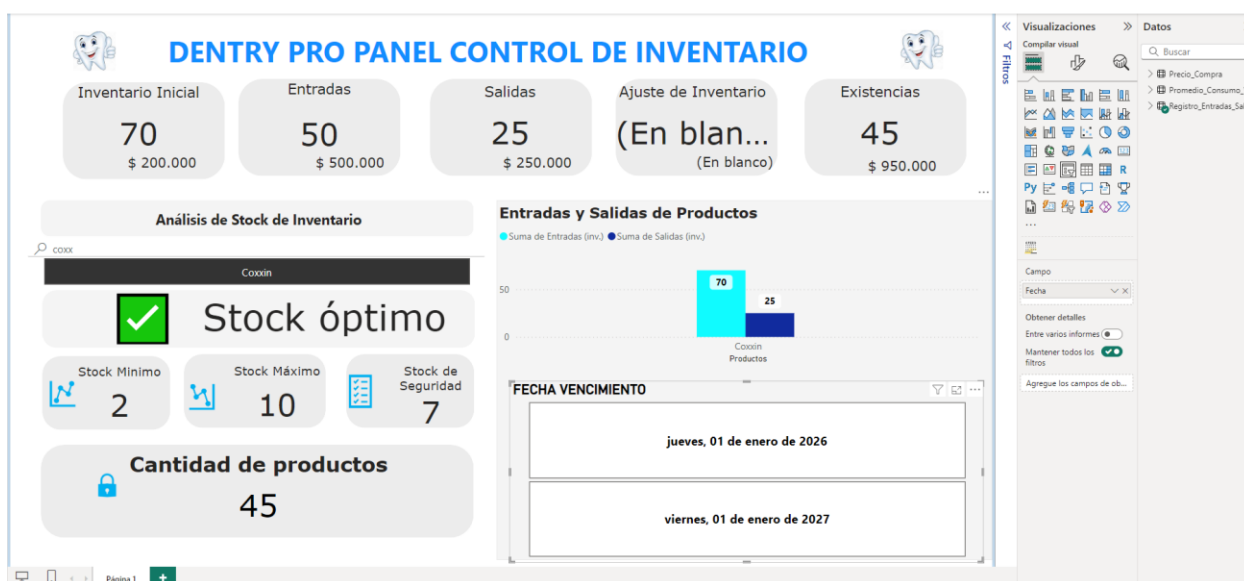 DENTRY PRO PANEL CONTROL DE INVENTARIO
Inventario Inicial
70
$ 200.000
Entradas
50
$ 500.000
Salidas
25
$ 250.000
Ajuste de Inventario
(En blan...
(En blanco)
Existencias
45
$ 950.000
Análisis de Stock de Inventario
coxx
Coxxin
Stock óptimo
Stock Minimo
2
Stock Máximo
10
Stock de
Seguridad
7
Cantidad de productos
45
Entradas y Salidas de Productos
Suma de Entradas (inv.) Suma de Salidas (inv.)
50
0
70
25
Coxxin
Productos
FECHA VENCIMIENTO
jueves, 01 de enero de 2026
viernes, 01 de enero de 2027
Página 1
Filtros
Visualizaciones
Compilar visual
R
Py
...
Campo
Fecha
Obtener detalles
Entre varios informes
Mantener todos los
filtros
Agregue los campos de ob...
Datos
Buscar
Precio_Compra
Promedio_Consumo_
Registro_Entradas_Sal